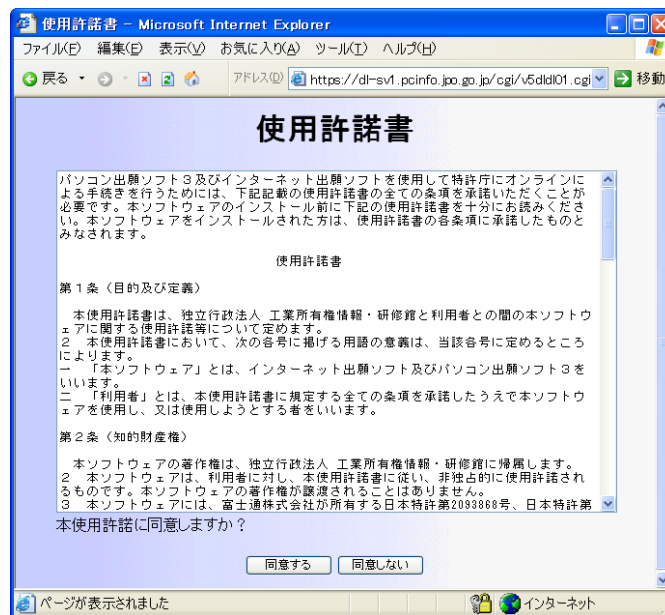 使用許諾書 - Microsoft Internet Explorer
ファイル(F) 編集(E) 表示(V) お気に入り(A) ツール(T) ヘルプ(H)
戻る アドレス(D) https://dl-sv1.pcinfo.jpo.go.jp/cgi/v5dldl01.cgi 移動
使用許諾書
パソコン出願ソフト3及びインターネット出願ソフトを使用して特許庁にオンラインに
よる手続きを行うためには、下記記載の使用許諾書の全ての条項を承諾いただくことが
必要です。本ソフトウェアのインストール前に下記の使用許諾書を十分にお読みくださ
い。本ソフトウェアをインストールされた方は、使用許諾書の各条項に承諾したものと
みなされます。
使用許諾書
第1条（目的及び定義）
本使用許諾書は、独立行政法人 工業所有権情報・研修館と利用者との間の本ソフトウ
ェアに関する使用許諾等について定めます。
2 本使用許諾書において、次の各号に掲げる用語の意義は、当該各号に定めるところ
によります。
一 「本ソフトウェア」とは、インターネット出願ソフト及びパソコン出願ソフト3を
いいます。
二 「利用者」とは、本使用許諾書に規定する全ての条項を承諾したうえで本ソフトウ
ェアを使用し、又は使用しようとする者をいいます。
第2条（知的財産権）
本ソフトウェアの著作権は、独立行政法人 工業所有権情報・研修館に帰属します。
2 本ソフトウェアは、利用者に対し、本使用許諾書に従い、非独占的に使用許諾され
るものです。本ソフトウェアの著作権が譲渡されることはありません。
3 本ソフトウェアには、富士通株式会社が所有する日本特許第2093868号、日本特許第
本使用許諾に同意しますか？
同意する 同意しない
ページが表示されました インターネット